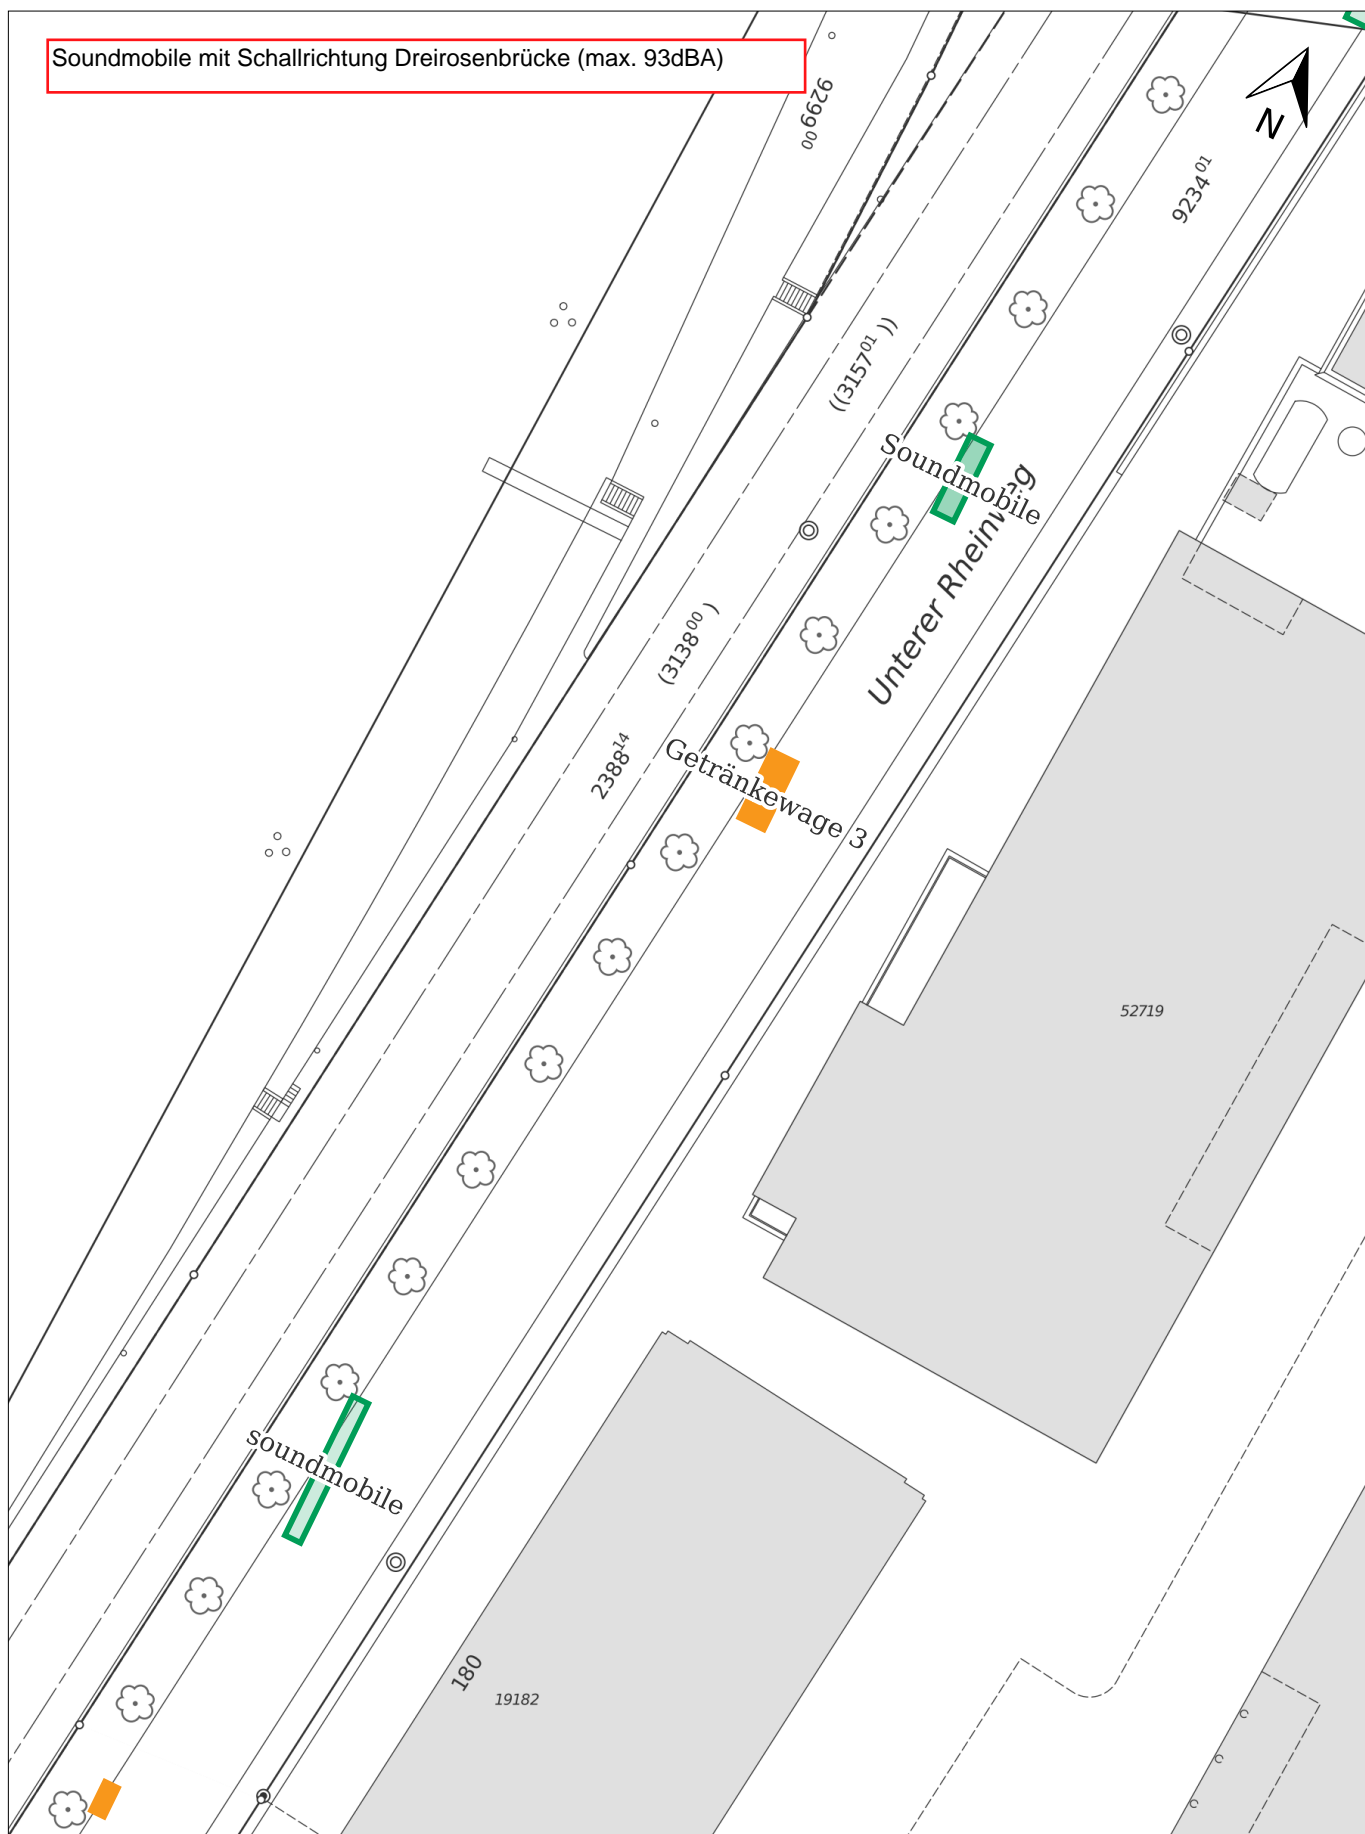 Soundmobile mit Schallrichtung Dreirosenbrücke (max. 93dBA)
9299⁰⁰
N
9234⁰¹
((3157⁰¹))
Soundmobile
Unterer Rheinweg
(3138⁰⁰)
2388¹⁴
Getränkewage 3
52719
soundmobile
180
19182